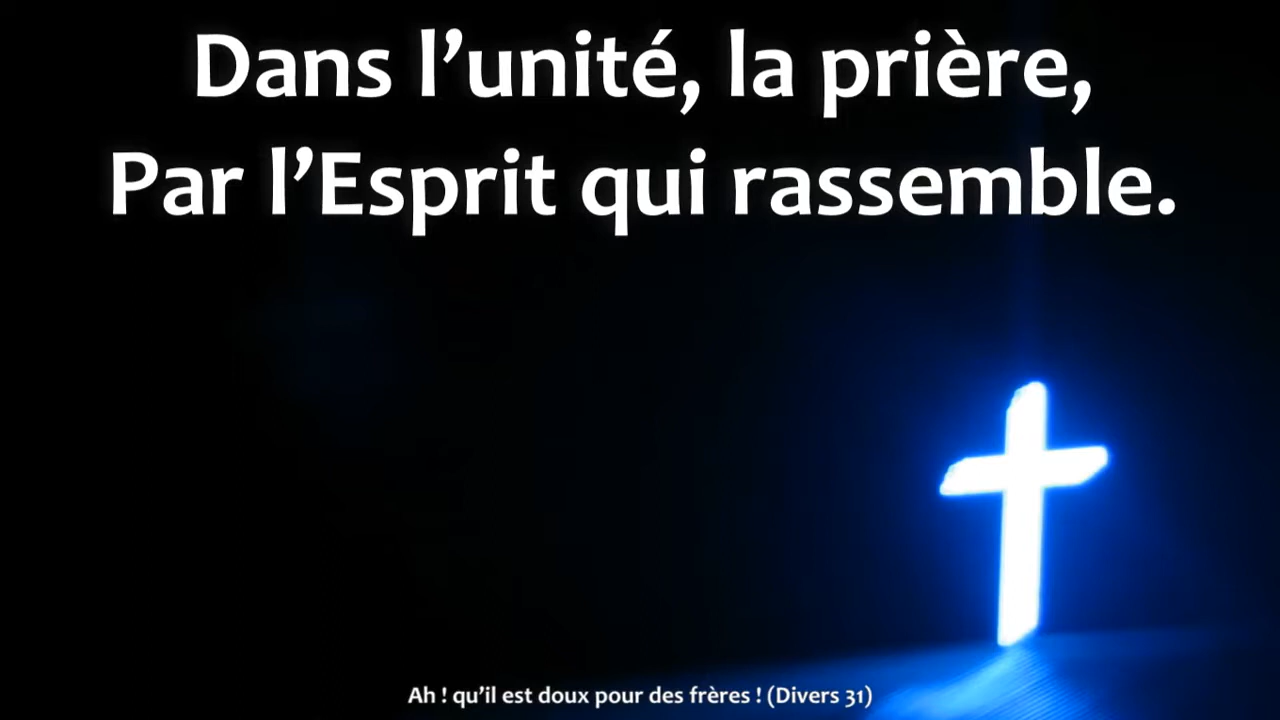 Dans l’unité, la prière,
Par l’Esprit qui rassemble.
Ah ! qu’il est doux pour des frères ! (Divers 31)